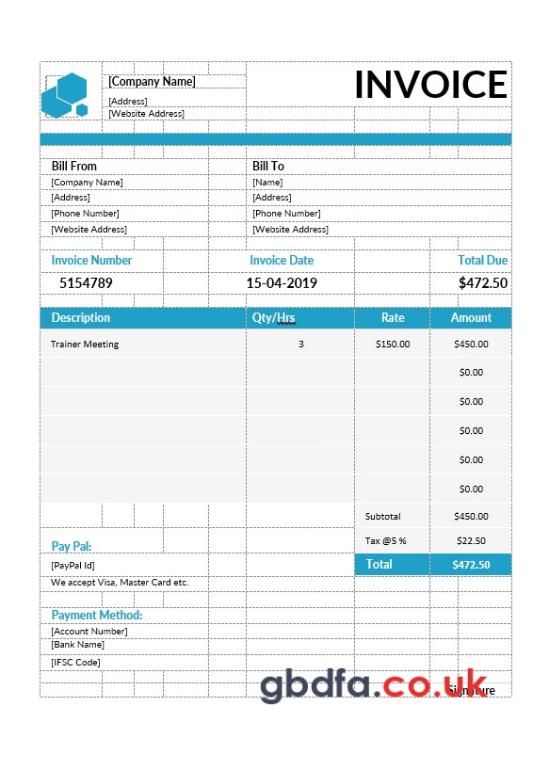 [Company Name]
INVOICE
[Address]
[Website Address]
Bill From Bill To
[Company Name] [Name]
[Address] [Address]
[Phone Number] [Phone Number]
[Website Address] [Website Address]
Invoice Number Invoice Date Total Due
5154789 15-04-2019 $472.50
Description Qty/Hrs Rate Amount
Trainer Meeting 3 $150.00 $450.00
$0.00
$0.00
$0.00
$0.00
$0.00
Subtotal $450.00
Tax @5 % $22.50
Pay Pal:
[PayPal Id] Total $472.50
We accept Visa, Master Card etc.
Payment Method:
[Account Number]
[Bank Name]
[IFSC Code]
gbdfa.co.uk
Signature